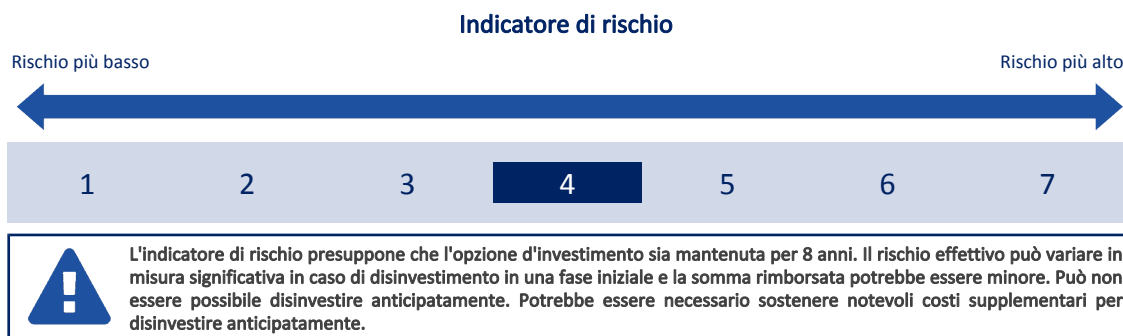 Indicatore di rischio
Rischio più basso
Rischio più alto
1 2 3 4 5 6 7
L'indicatore di rischio presuppone che l'opzione d'investimento sia mantenuta per 8 anni. Il rischio effettivo può variare in
misura significativa in caso di disinvestimento in una fase iniziale e la somma rimborsata potrebbe essere minore. Può non
essere possibile disinvestire anticipatamente. Potrebbe essere necessario sostenere notevoli costi supplementari per
disinvestire anticipatamente.